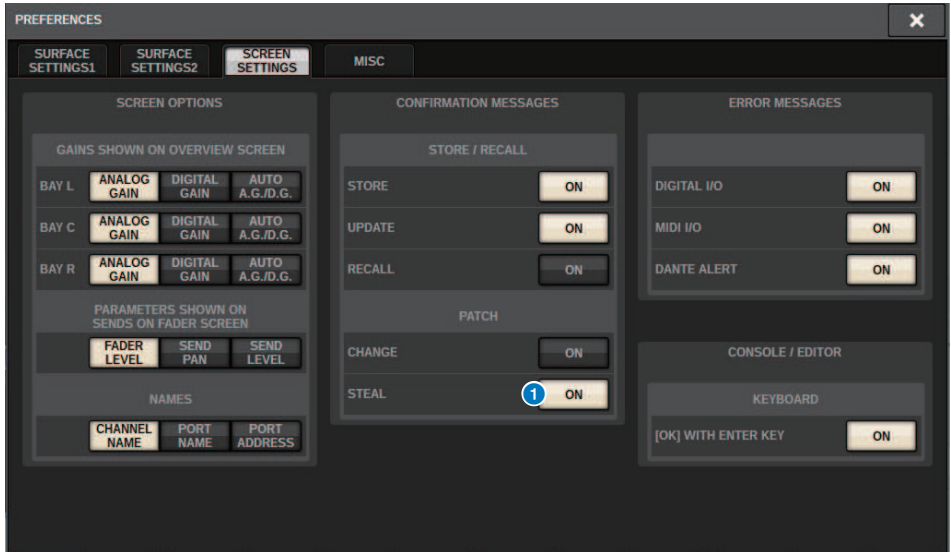 PREFERENCES
×
SURFACE SETTINGS1
SURFACE SETTINGS2
SCREEN SETTINGS
MISC
SCREEN OPTIONS
GAINS SHOWN ON OVERVIEW SCREEN
BAY L
ANALOG GAIN
DIGITAL GAIN
AUTO A.G./D.G.
BAY C
ANALOG GAIN
DIGITAL GAIN
AUTO A.G./D.G.
BAY R
ANALOG GAIN
DIGITAL GAIN
AUTO A.G./D.G.
PARAMETERS SHOWN ON
SENDS ON FADER SCREEN
FADER LEVEL
SEND PAN
SEND LEVEL
NAMES
CHANNEL NAME
PORT NAME
PORT ADDRESS
CONFIRMATION MESSAGES
STORE / RECALL
STORE
ON
UPDATE
ON
RECALL
ON
PATCH
CHANGE
ON
STEAL
1
ON
ERROR MESSAGES
DIGITAL I/O
ON
MIDI I/O
ON
DANTE ALERT
ON
CONSOLE / EDITOR
KEYBOARD
[OK] WITH ENTER KEY
ON